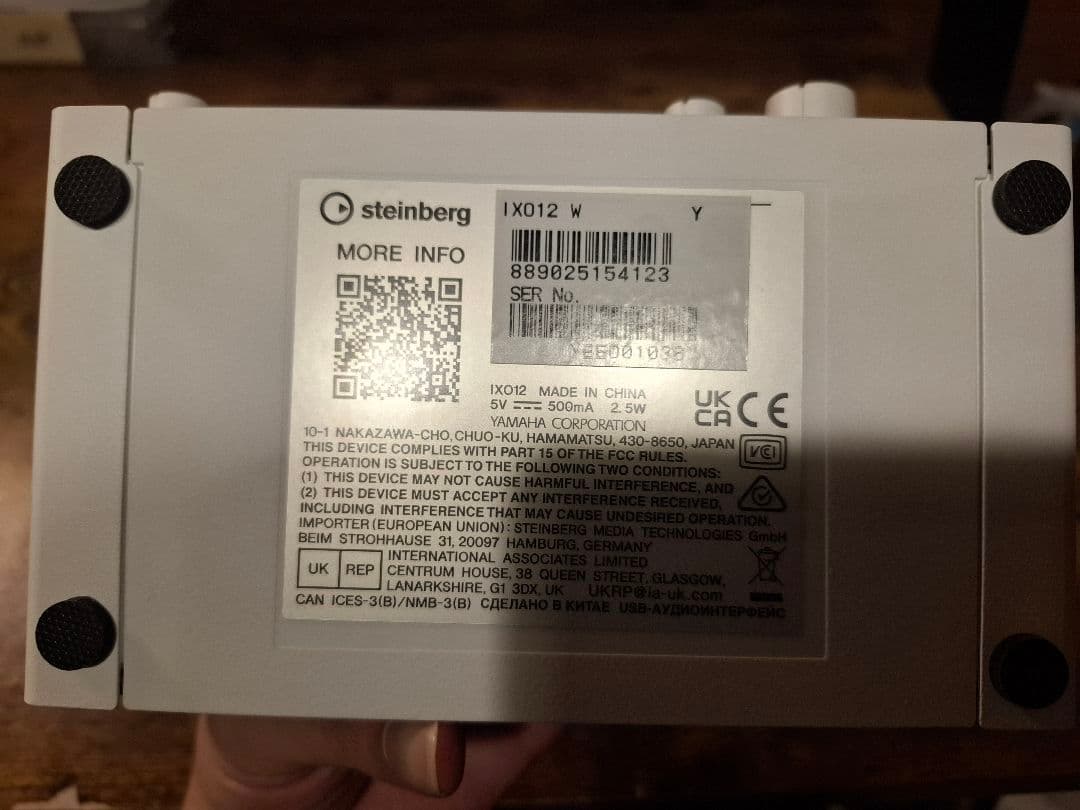 steinberg
MORE INFO
IXO12 W Y
889025154123
SER No.
IXO12 MADE IN CHINA
5V 500mA 2.5W
YAMAHA CORPORATION
10-1 NAKAZAWA-CHO, CHUO-KU, HAMAMATSU, 430-8650, JAPAN
THIS DEVICE COMPLIES WITH PART 15 OF THE FCC RULES.
OPERATION IS SUBJECT TO THE FOLLOWING TWO CONDITIONS:
(1) THIS DEVICE MAY NOT CAUSE HARMFUL INTERFERENCE, AND
(2) THIS DEVICE MUST ACCEPT ANY INTERFERENCE RECEIVED,
INCLUDING INTERFERENCE THAT MAY CAUSE UNDESIRED OPERATION.
IMPORTER (EUROPEAN UNION): STEINBERG MEDIA TECHNOLOGIES GmbH
BEIM STROHHAUSE 31, 20097 HAMBURG, GERMANY
UK REP
INTERNATIONAL ASSOCIATES LIMITED
CENTRUM HOUSE, 38 QUEEN STREET, GLASGOW,
LANARKSHIRE, G1 3DX, UK UKRP@ia-uk.com
CAN ICES-3(B)/NMB-3(B) СДЕЛАНО В КИТАЕ USB-АУДИОИНТЕРФЕЙС
UK
CA
CE
VCI